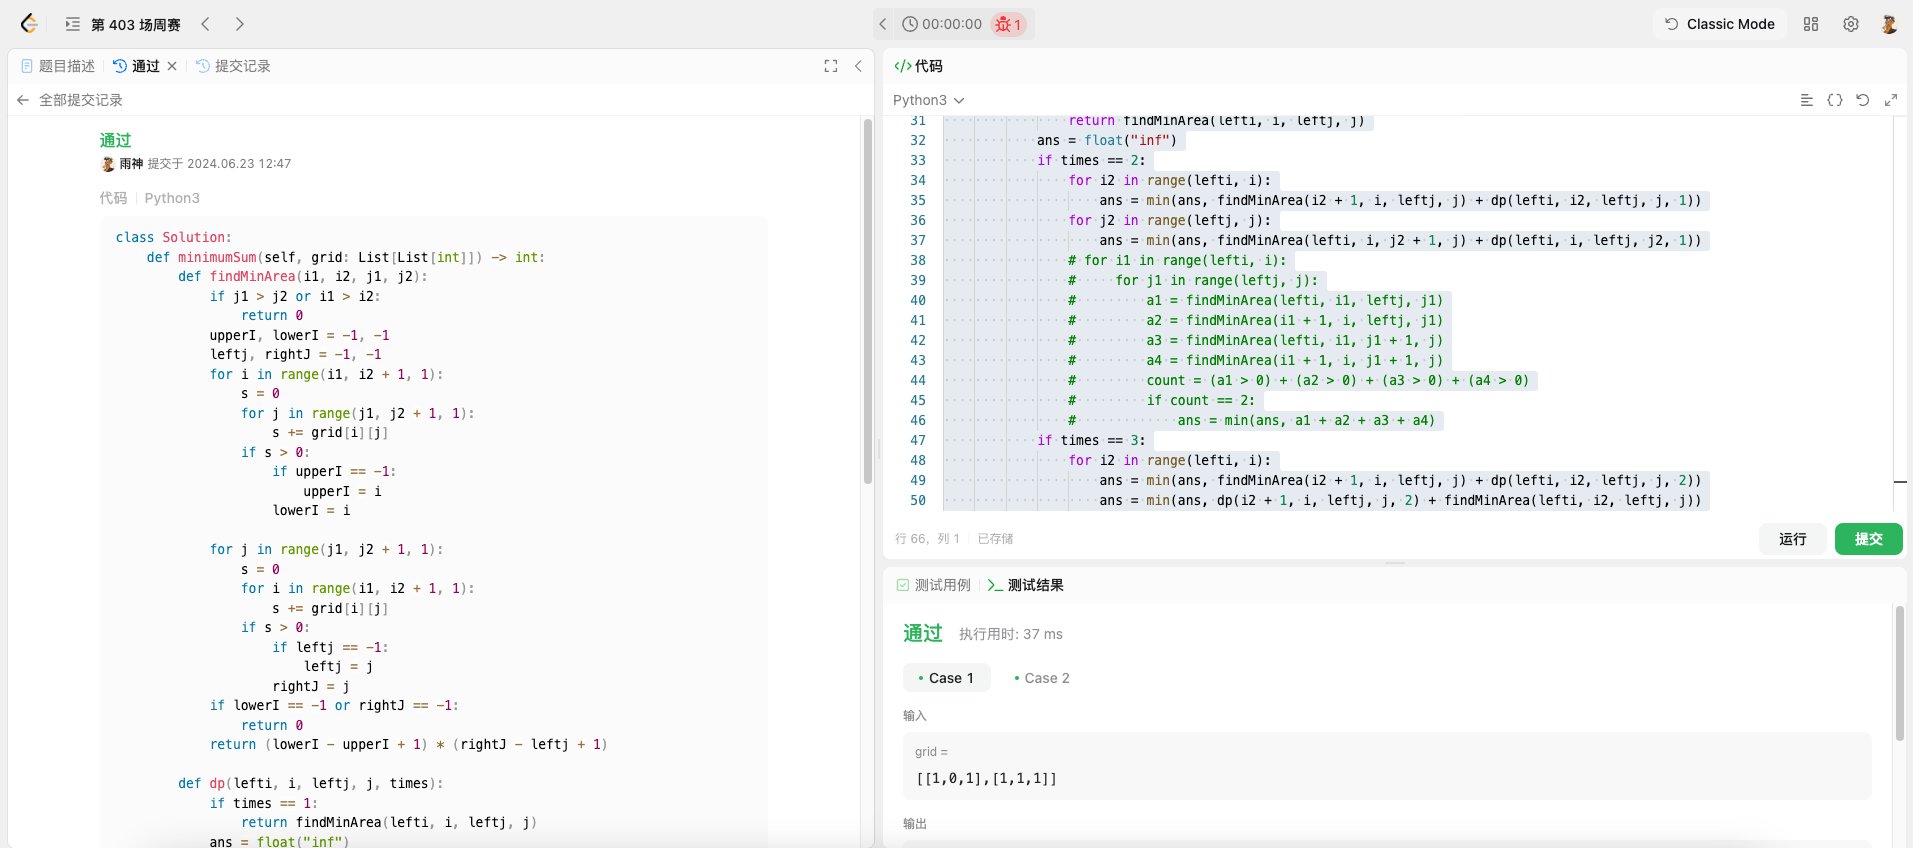 第 403 场周赛
00:00:00
1
Classic Mode
题目描述
通过
提交记录
全部提交记录
通过
雨神 提交于 2024.06.23 12:47
代码
Python3
class Solution:
    def minimumSum(self, grid: List[List[int]]) -> int:
        def findMinArea(i1, i2, j1, j2):
            if j1 > j2 or i1 > i2:
                return 0
            upperI, lowerI = -1, -1
            leftj, rightJ = -1, -1
            for i in range(i1, i2 + 1, 1):
                s = 0
                for j in range(j1, j2 + 1, 1):
                    s += grid[i][j]
                if s > 0:
                    if upperI == -1:
                        upperI = i
                    lowerI = i
            for j in range(j1, j2 + 1, 1):
                s = 0
                for i in range(i1, i2 + 1, 1):
                    s += grid[i][j]
                if s > 0:
                    if leftj == -1:
                        leftj = j
                    rightJ = j
            if lowerI == -1 or rightJ == -1:
                return 0
            return (lowerI - upperI + 1) * (rightJ - leftj + 1)
        def dp(lefti, i, leftj, j, times):
            if times == 1:
                return findMinArea(lefti, i, leftj, j)
            ans = float("inf")
代码
Python3
31                 return findMinArea(lefti, i, leftj, j)
32             ans = float("inf")
33             if times == 2:
34                 for i2 in range(lefti, i):
35                     ans = min(ans, findMinArea(i2 + 1, i, leftj, j) + dp(lefti, i2, leftj, j, 1))
36                 for j2 in range(leftj, j):
37                     ans = min(ans, findMinArea(lefti, i, j2 + 1, j) + dp(lefti, i, leftj, j2, 1))
38                 # for i1 in range(lefti, i):
39                 #     for j1 in range(leftj, j):
40                 #         a1 = findMinArea(lefti, i1, leftj, j1)
41                 #         a2 = findMinArea(i1 + 1, i, leftj, j1)
42                 #         a3 = findMinArea(lefti, i1, j1 + 1, j)
43                 #         a4 = findMinArea(i1 + 1, i, j1 + 1, j)
44                 #         count = (a1 > 0) + (a2 > 0) + (a3 > 0) + (a4 > 0)
45                 #         if count == 2:
46                 #             ans = min(ans, a1 + a2 + a3 + a4)
47             if times == 3:
48                 for i2 in range(lefti, i):
49                     ans = min(ans, findMinArea(i2 + 1, i, leftj, j) + dp(lefti, i2, leftj, j, 2))
50                     ans = min(ans, dp(i2 + 1, i, leftj, j, 2) + findMinArea(lefti, i2, leftj, j))
行 66, 列 1
已存储
运行
提交
测试用例
测试结果
通过
执行用时: 37 ms
Case 1
Case 2
输入
grid =
[[1,0,1],[1,1,1]]
输出